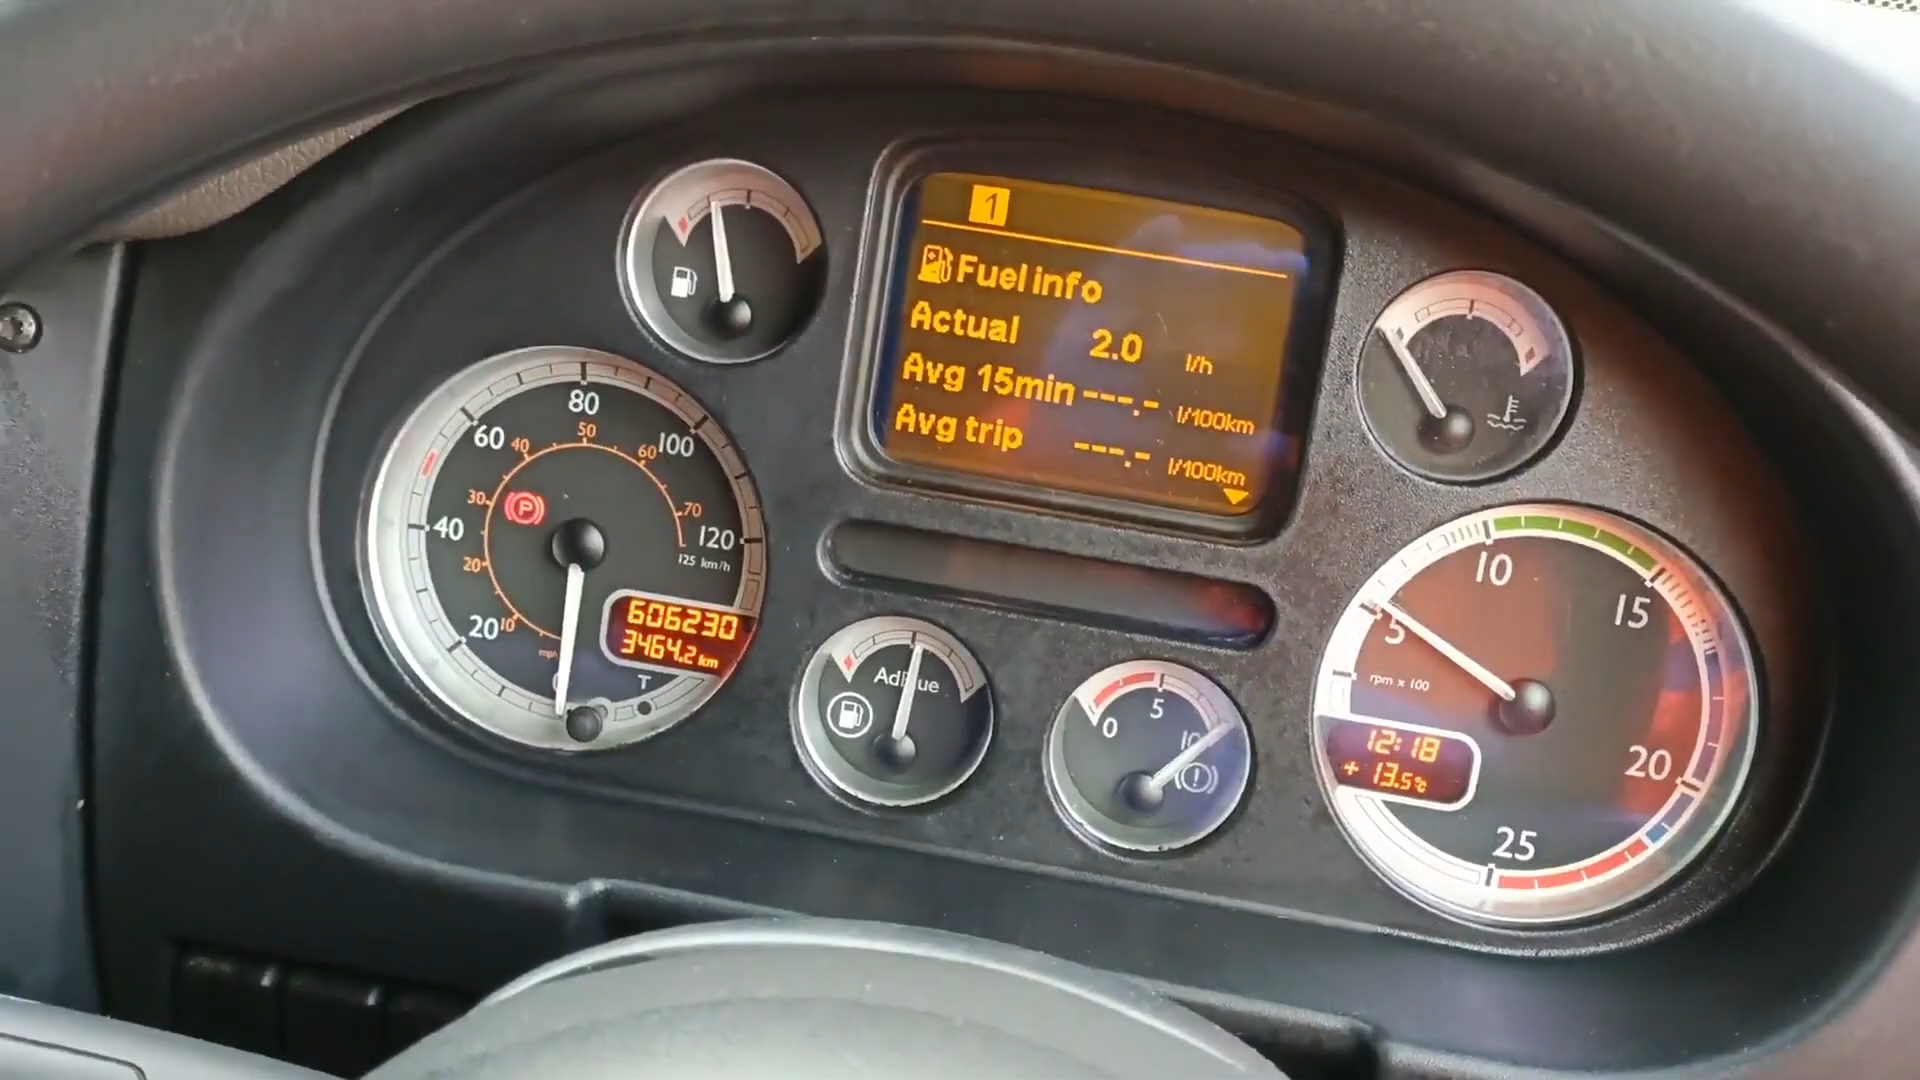 1
Fuel info
Actual 2.0 l/h
Avg 15min ---.- l/100km
Avg trip ---.- l/100km
80
60
100
40
120
20
50
40
60
30
70
20
10
125 km/h
mph
P
606230
3464.2 km
T
AdBlue
0
5
10
5
10
15
20
25
rpm x 100
12:18
+ 13.5°C